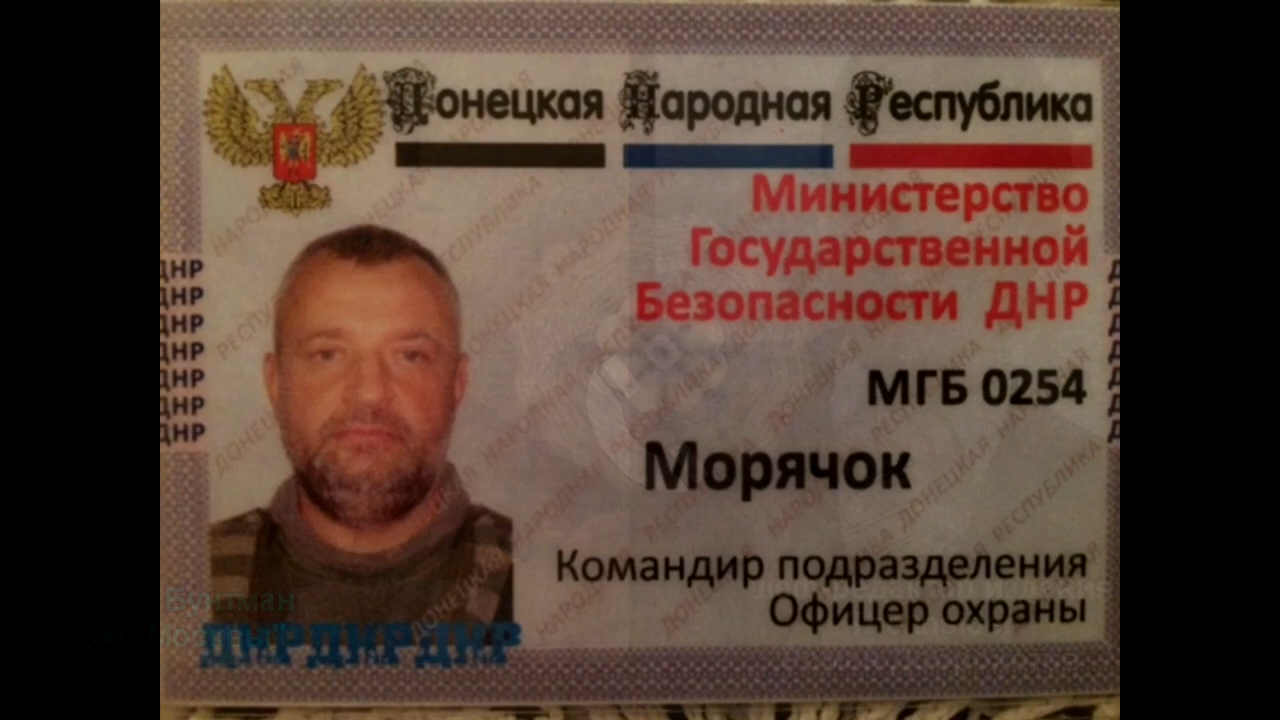 Донецкая Народная Республика
Министерство
Государственной
Безопасности ДНР
ДНР
ДНР
ДНР
ДНР
ДНР
ДНР
ДНР
МГБ 0254
Морячок
Командир подразделения
Офицер охраны
ДНРДНРДНР